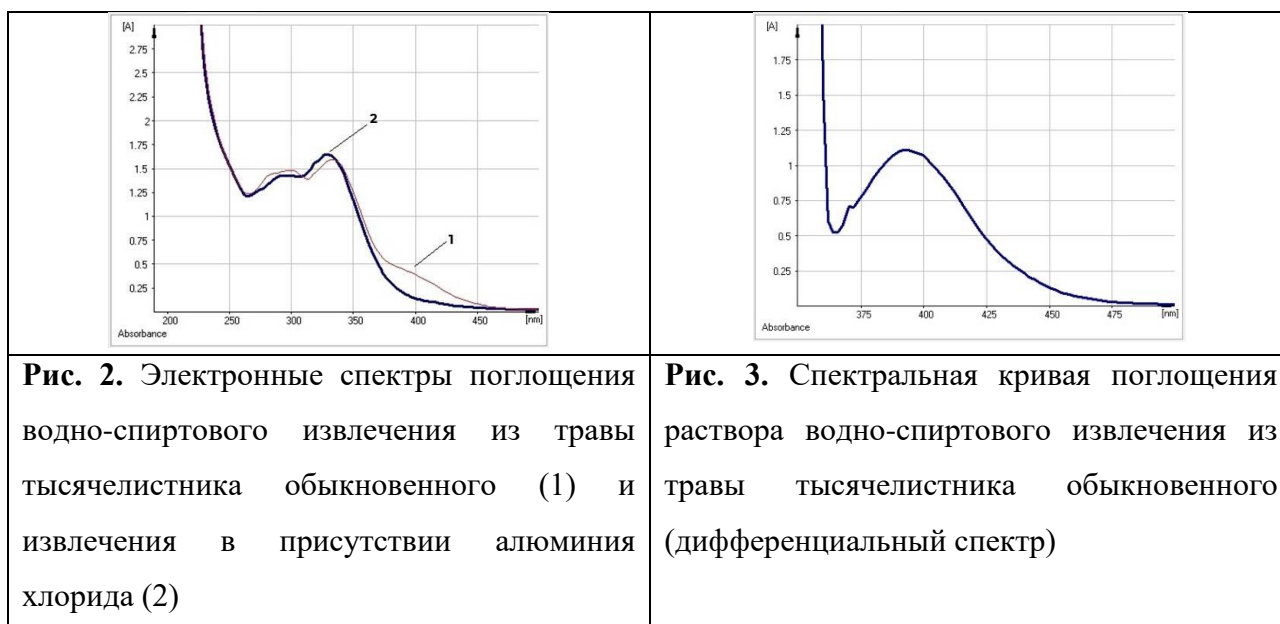 [A]
2.75
2.5
2.25
2
1.75
1.5
1.25
1
0.75
0.5
0.25
2
1
200
250
300
350
400
450
[nm]
Absorbance
[A]
1.75
1.5
1.25
1
0.75
0.5
0.25
375
400
425
450
475
[nm]
Absorbance
Рис. 2. Электронные спектры поглощения
водно-спиртового извлечения из травы
тысячелистника обыкновенного (1) и
извлечения в присутствии алюминия
хлорида (2)
Рис. 3. Спектральная кривая поглощения
раствора водно-спиртового извлечения из
травы тысячелистника обыкновенного
(дифференциальный спектр)